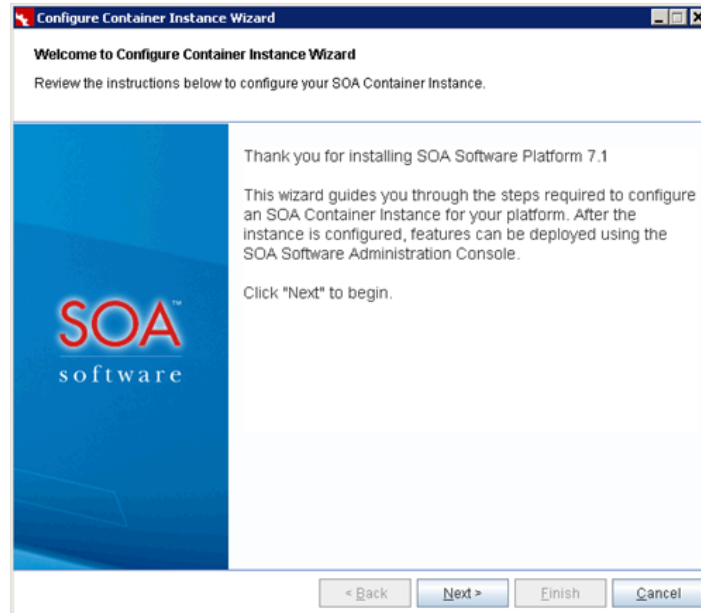 Configure Container Instance Wizard
Welcome to Configure Container Instance Wizard
Review the instructions below to configure your SOA Container Instance.
Thank you for installing SOA Software Platform 7.1
This wizard guides you through the steps required to configure
an SOA Container Instance for your platform. After the
instance is configured, features can be deployed using the
SOA Software Administration Console.
Click "Next" to begin.
SOA™
software
< Back
Next >
Finish
Cancel